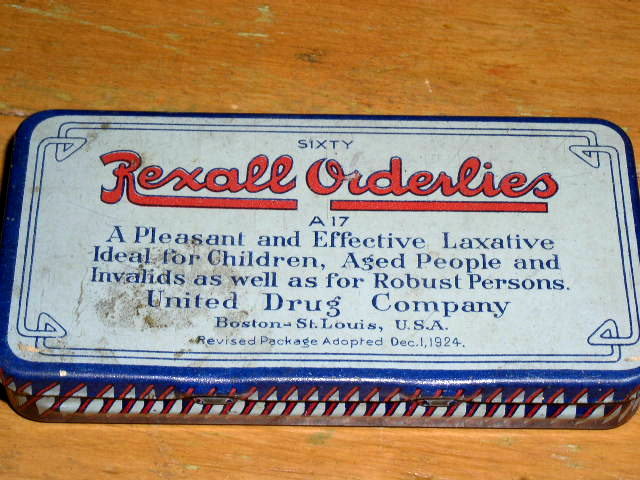 SIXTY
Rexall Orderlies
A 17
A Pleasant and Effective Laxative
Ideal for Children, Aged People and
Invalids as well as for Robust Persons.
United Drug Company
Boston-St. Louis, U.S.A.
Revised Package Adopted Dec. 1, 1924.